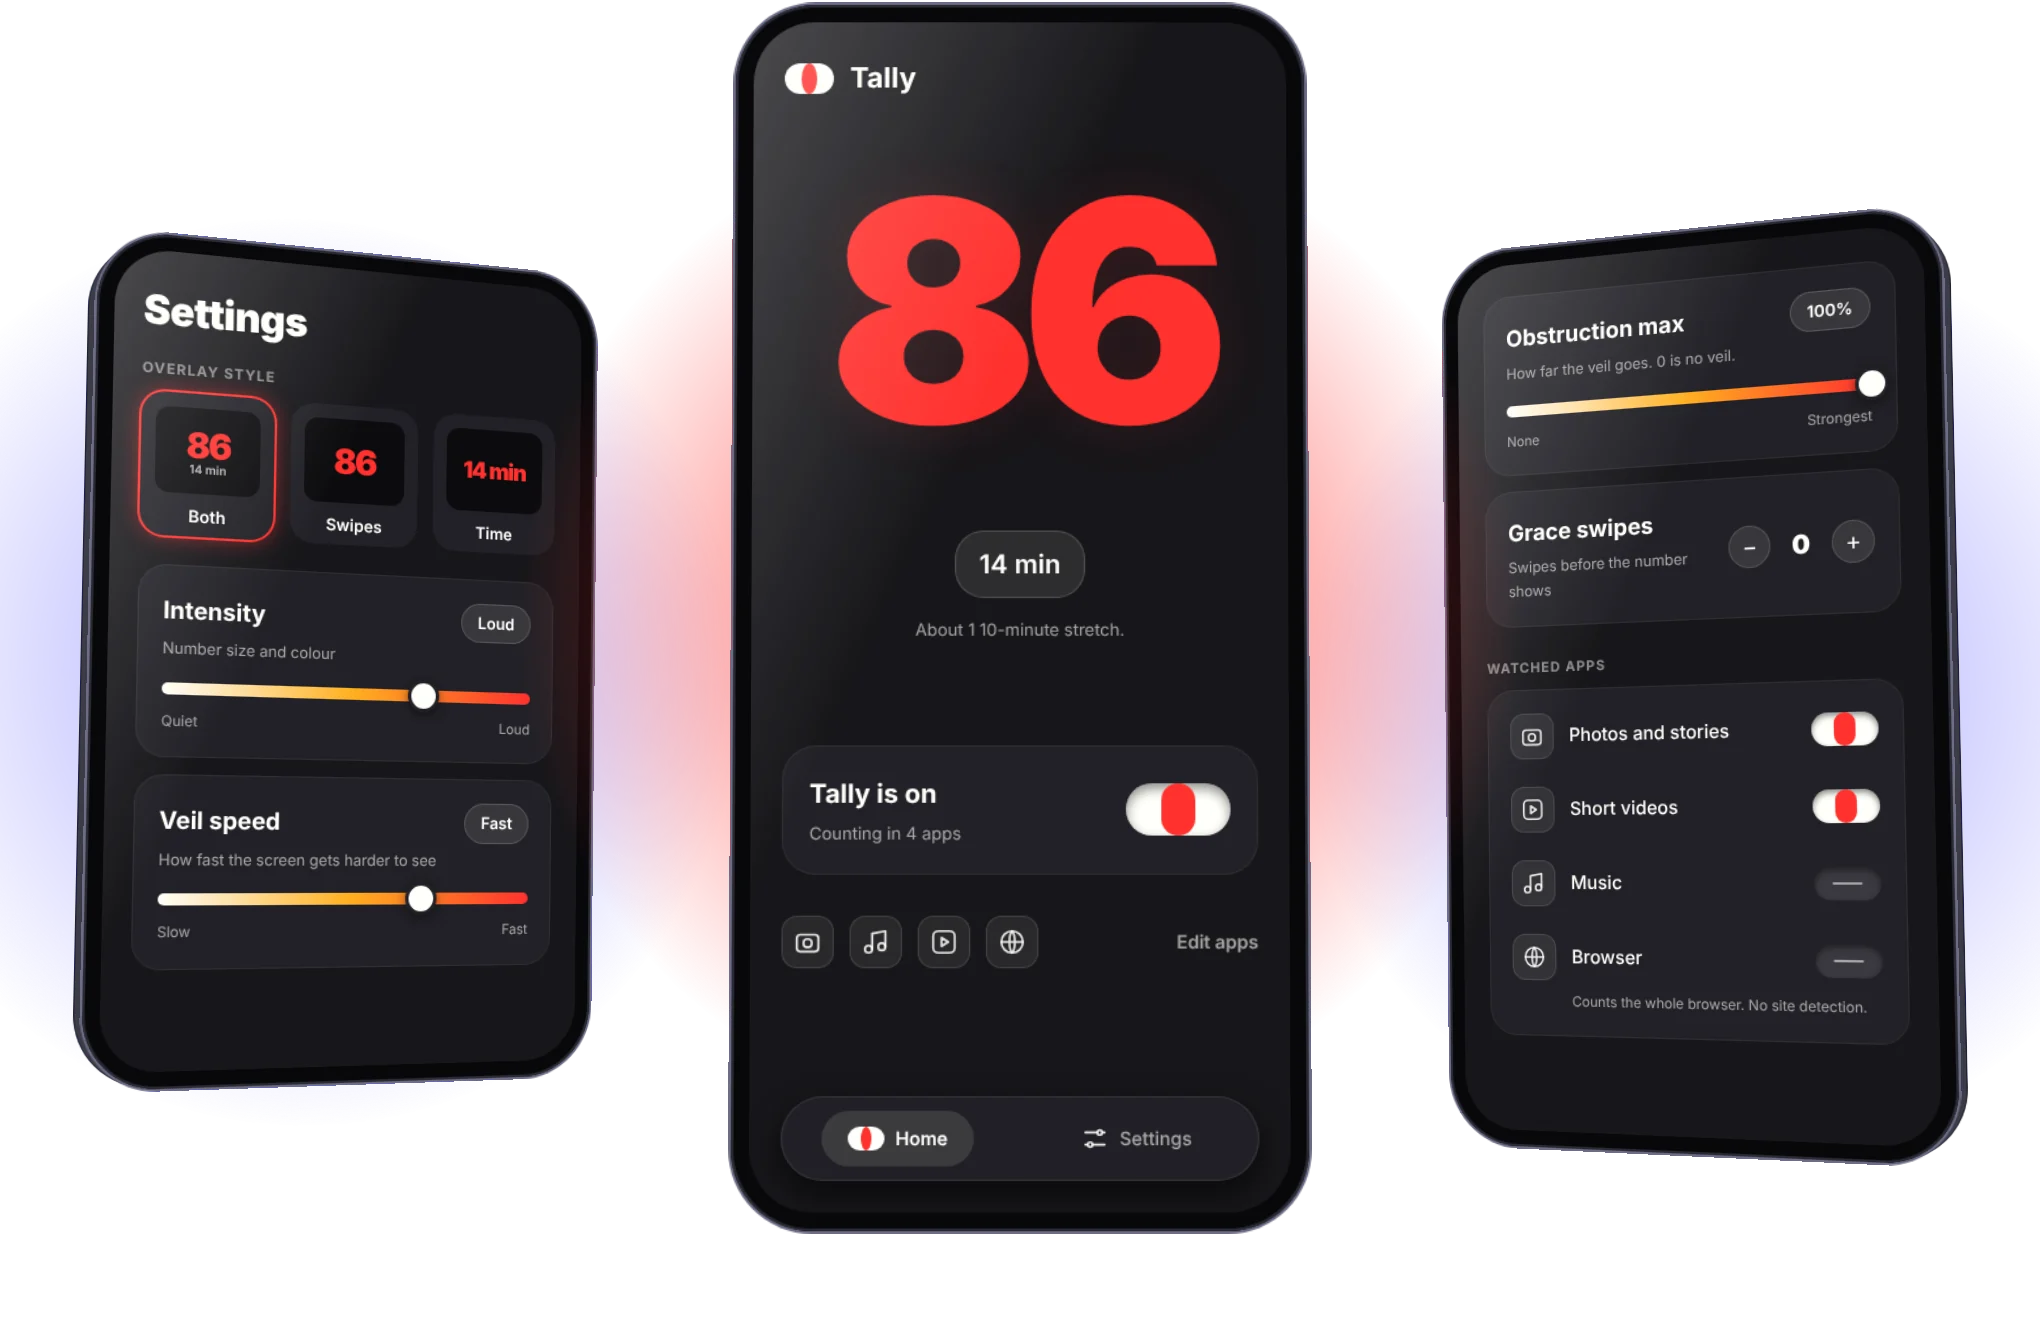 Settings
OVERLAY STYLE
86
14 min
Both
86
Swipes
14 min
Time
Intensity
Loud
Number size and colour
Quiet
Loud
Veil speed
Fast
How fast the screen gets harder to see
Slow
Fast
Tally
86
14 min
About 1 10-minute stretch.
Tally is on
Counting in 4 apps
Edit apps
Home
Settings
Obstruction max
100%
How far the veil goes. 0 is no veil.
None
Strongest
Grace swipes
Swipes before the number
shows
−
0
+
WATCHED APPS
Photos and stories
Short videos
Music
Browser
Counts the whole browser. No site detection.